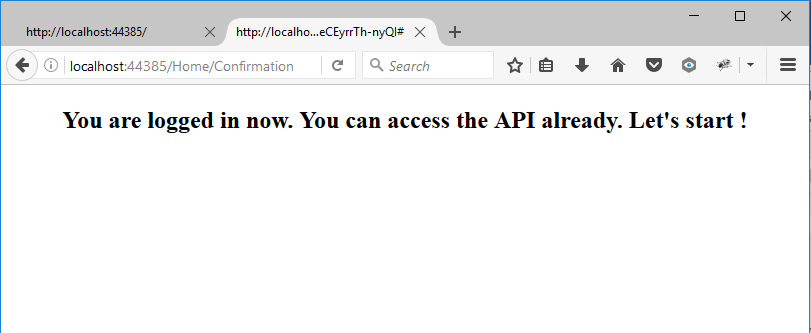 http://localhost:44385/
http://localho...eCEyrrTh-nyQI#
localhost:44385/Home/Confirmation
Search
You are logged in now. You can access the API already. Let's start !